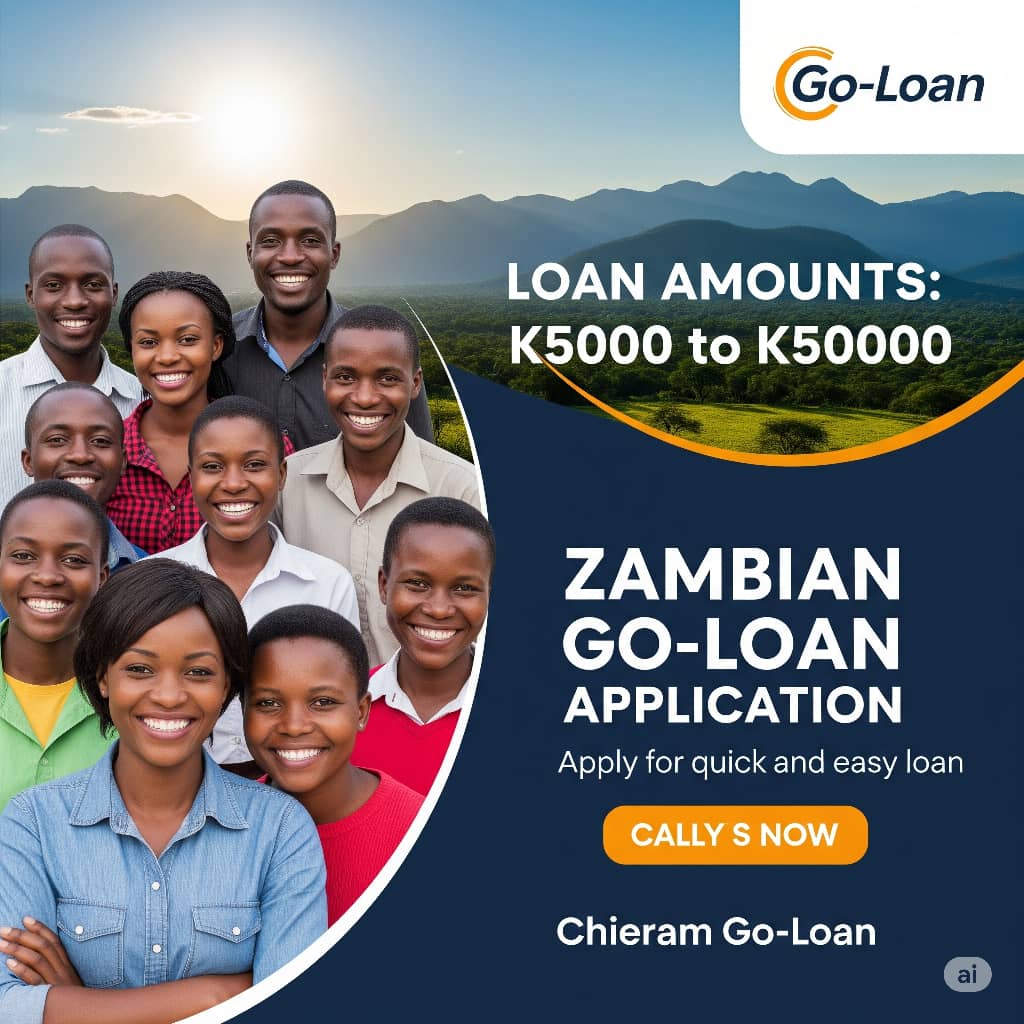 Go-Loan
LOAN AMOUNTS:
K5000 to K50000
ZAMBIAN
GO-LOAN
APPLICATION
Apply for quick and easy loan
CALLY S NOW
Chieram Go-Loan
ai